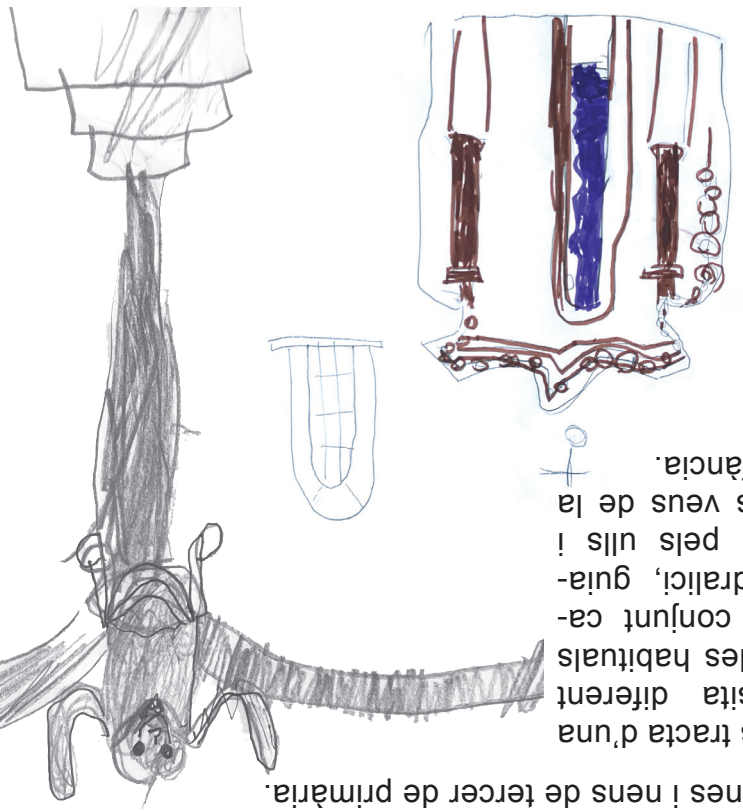 nes i nens de tercer de primària.
s tracta d'una
sita diferent
les habituals
conjunt ca-
dralici, guia-
pels ulls i
s veus de la
ància.